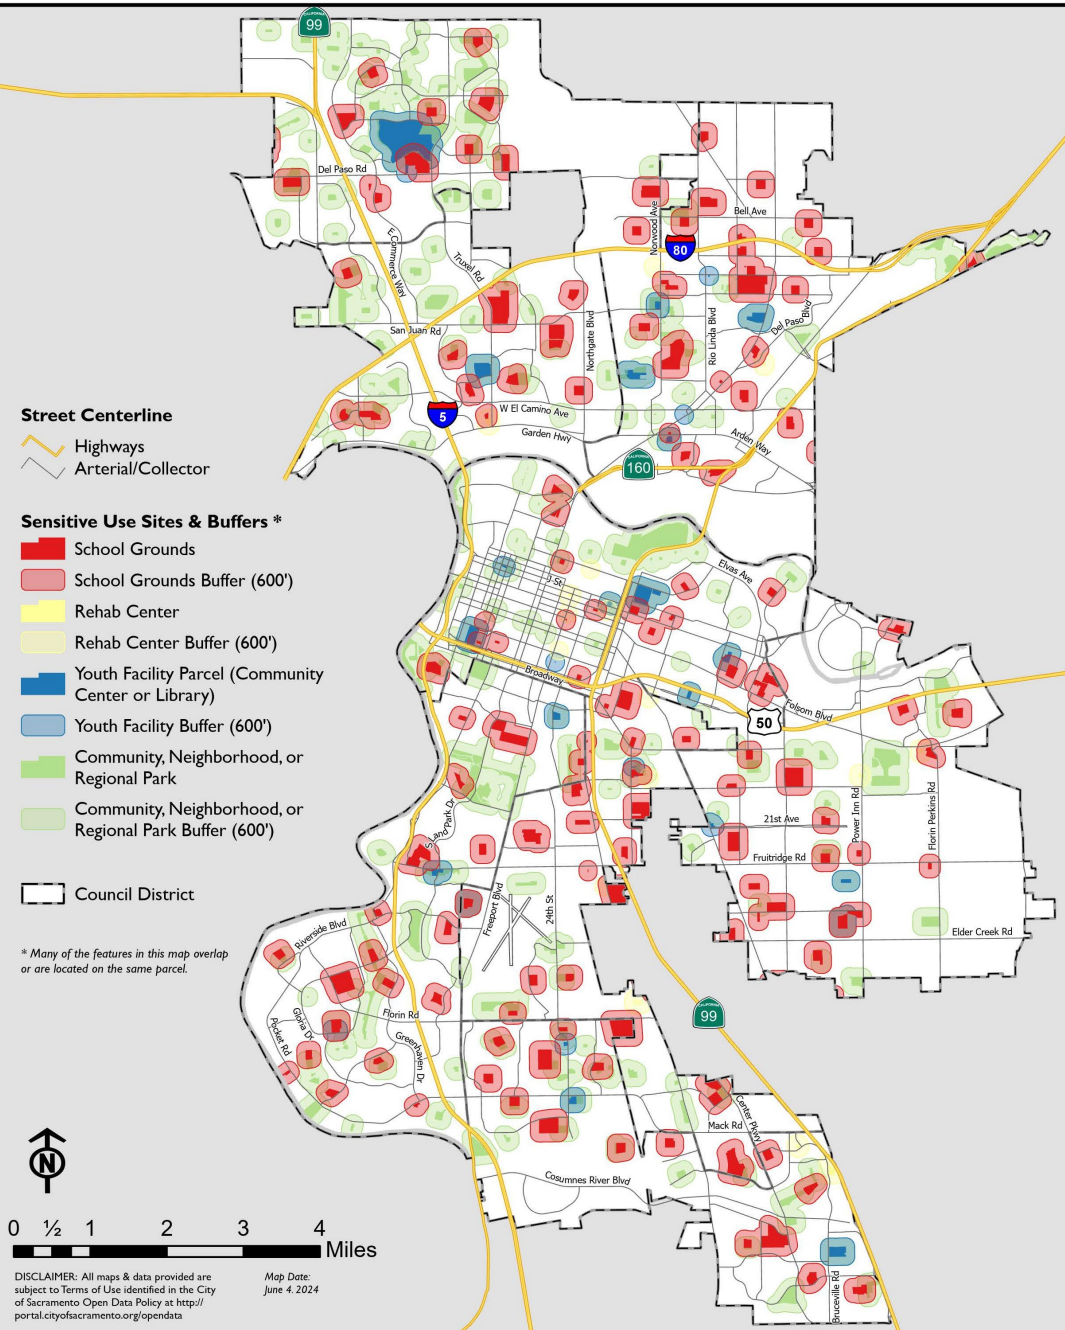 CALIFORNIA
99
Del Paso Rd
E Commerce Way
Truxel Rd
San Juan Rd
Northgate Blvd
Norwood Ave
Bell Ave
80
Rio Linda Blvd
Del Paso Blvd
W El Camino Ave
Garden Hwy
5
Arden Way
CALIFORNIA
160
Street Centerline
Highways
Arterial/Collector
Sensitive Use Sites & Buffers *
School Grounds
School Grounds Buffer (600')
Rehab Center
Rehab Center Buffer (600')
Youth Facility Parcel (Community
Center or Library)
Youth Facility Buffer (600')
Community, Neighborhood, or
Regional Park
Community, Neighborhood, or
Regional Park Buffer (600')
Council District
* Many of the features in this map overlap
or are located on the same parcel.
J St
Elvas Ave
Broadway
Folsom Blvd
50
S Land Park Dr
21st Ave
Power Inn Rd
Florin Perkins Rd
Fruitridge Rd
Freeport Blvd
24th St
Elder Creek Rd
Riverside Blvd
Gloria Dr
Pocket Rd
Florin Rd
Greenhaven Dr
CALIFORNIA
99
Center Pkwy
Mack Rd
Cosumnes River Blvd
Bruceville Rd
N
0 ½ 1 2 3 4
Miles
DISCLAIMER: All maps & data provided are
subject to Terms of Use identified in the City
of Sacramento Open Data Policy at http://
portal.cityofsacramento.org/opendata
Map Date:
June 4. 2024